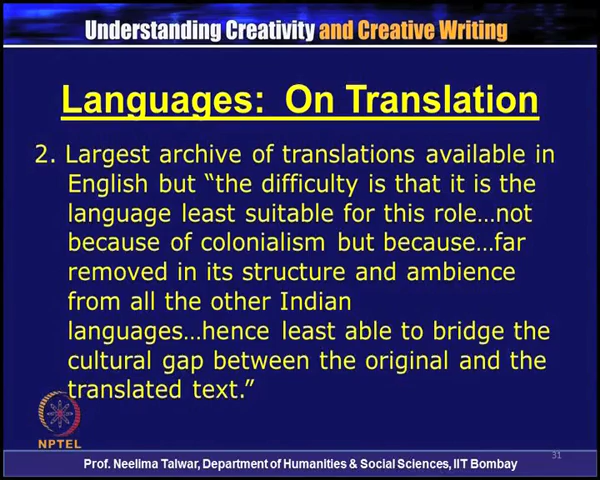 Understanding Creativity and Creative Writing
Languages: On Translation
2. Largest archive of translations available in
English but “the difficulty is that it is the
language least suitable for this role…not
because of colonialism but because…far
removed in its structure and ambience
from all the other Indian
languages…hence least able to bridge the
cultural gap between the original and the
translated text.”
NPTEL
31
Prof. Neelima Talwar, Department of Humanities & Social Sciences, IIT Bombay